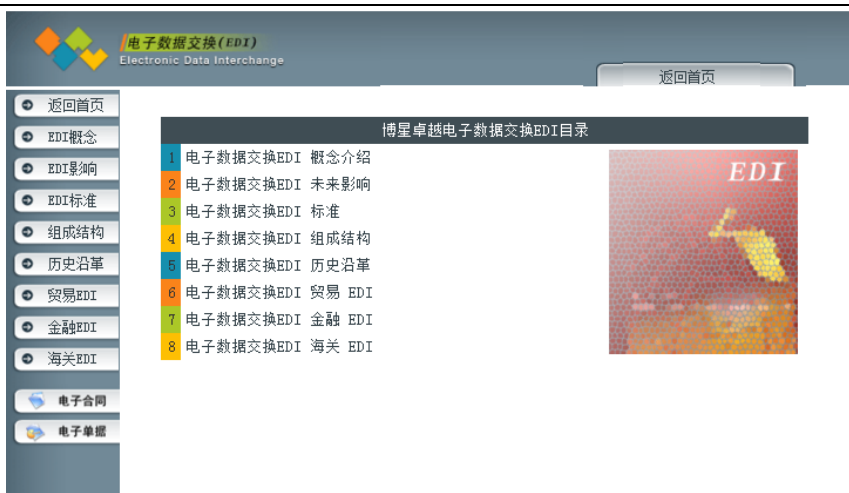 电子数据交换(EDI)
Electronic Data Interchange
返回首页
返回首页
EDI概念
EDI影响
EDI标准
组成结构
历史沿革
贸易EDI
金融EDI
海关EDI
电子合同
电子单据
博星卓越电子数据交换EDI目录
1 电子数据交换EDI 概念介绍
2 电子数据交换EDI 未来影响
3 电子数据交换EDI 标准
4 电子数据交换EDI 组成结构
5 电子数据交换EDI 历史沿革
6 电子数据交换EDI 贸易 EDI
7 电子数据交换EDI 金融 EDI
8 电子数据交换EDI 海关 EDI
EDI